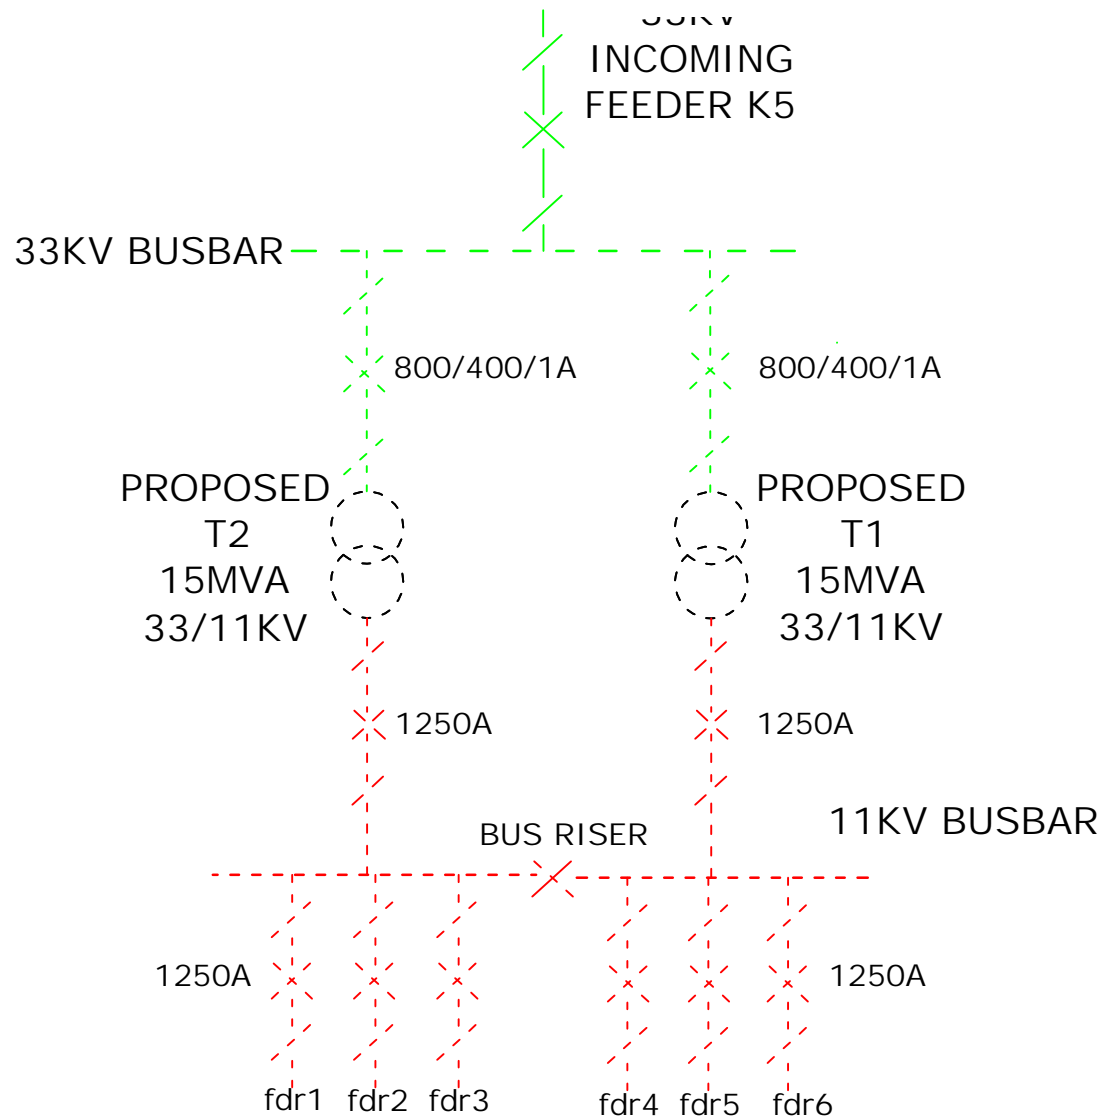 33KV
INCOMING
FEEDER K5
33KV BUSBAR
800/400/1A
800/400/1A
PROPOSED
T2
15MVA
33/11KV
PROPOSED
T1
15MVA
33/11KV
1250A
1250A
11KV BUSBAR
BUS RISER
1250A
1250A
fdr1 fdr2 fdr3 fdr4 fdr5 fdr6